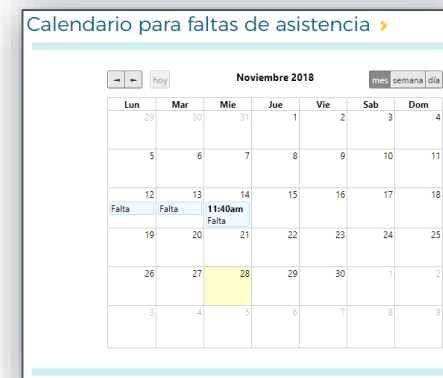 Calendario para faltas de asistencia >
hoy Noviembre 2018 mes semana día
Lun Mar Mie Jue Vie Sab Dom
29 30 31 1 2 3 4
5 6 7 8 9 10 11
12 13 14 15 16 17 18
Falta Falta 11:40am
Falta
19 20 21 22 23 24 25
26 27 28 29 30 1 2
3 4 5 6 7 8 9